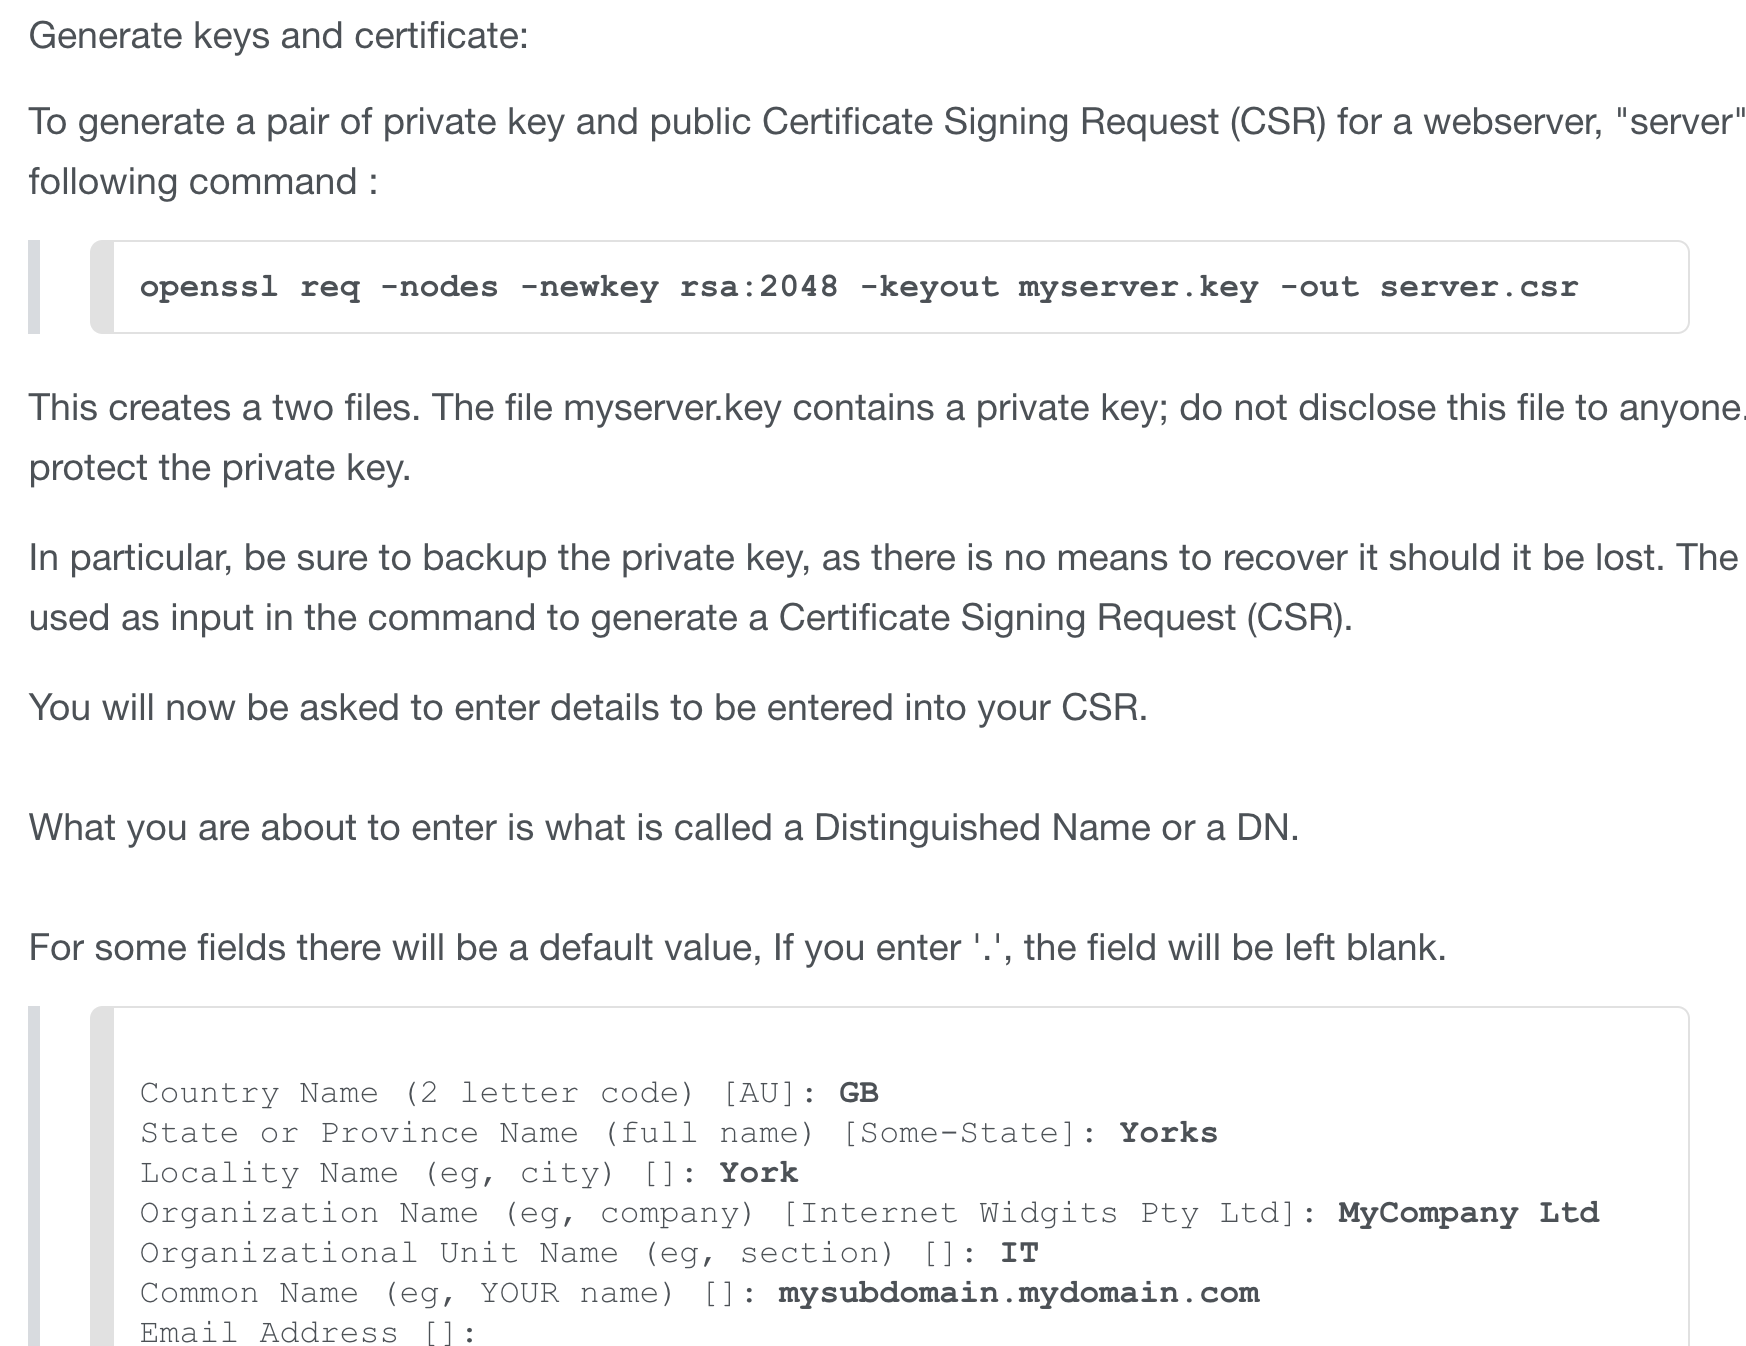 Generate keys and certificate:
To generate a pair of private key and public Certificate Signing Request (CSR) for a webserver, "server"
following command :
openssl req -nodes -newkey rsa:2048 -keyout myserver.key -out server.csr
This creates a two files. The file myserver.key contains a private key; do not disclose this file to anyone.
protect the private key.
In particular, be sure to backup the private key, as there is no means to recover it should it be lost. The
used as input in the command to generate a Certificate Signing Request (CSR).
You will now be asked to enter details to be entered into your CSR.
What you are about to enter is what is called a Distinguished Name or a DN.
For some fields there will be a default value, If you enter '.', the field will be left blank.
Country Name (2 letter code) [AU]: GB
State or Province Name (full name) [Some-State]: Yorks
Locality Name (eg, city) []: York
Organization Name (eg, company) [Internet Widgits Pty Ltd]: MyCompany Ltd
Organizational Unit Name (eg, section) []: IT
Common Name (eg, YOUR name) []: mysubdomain.mydomain.com
Email Address []: